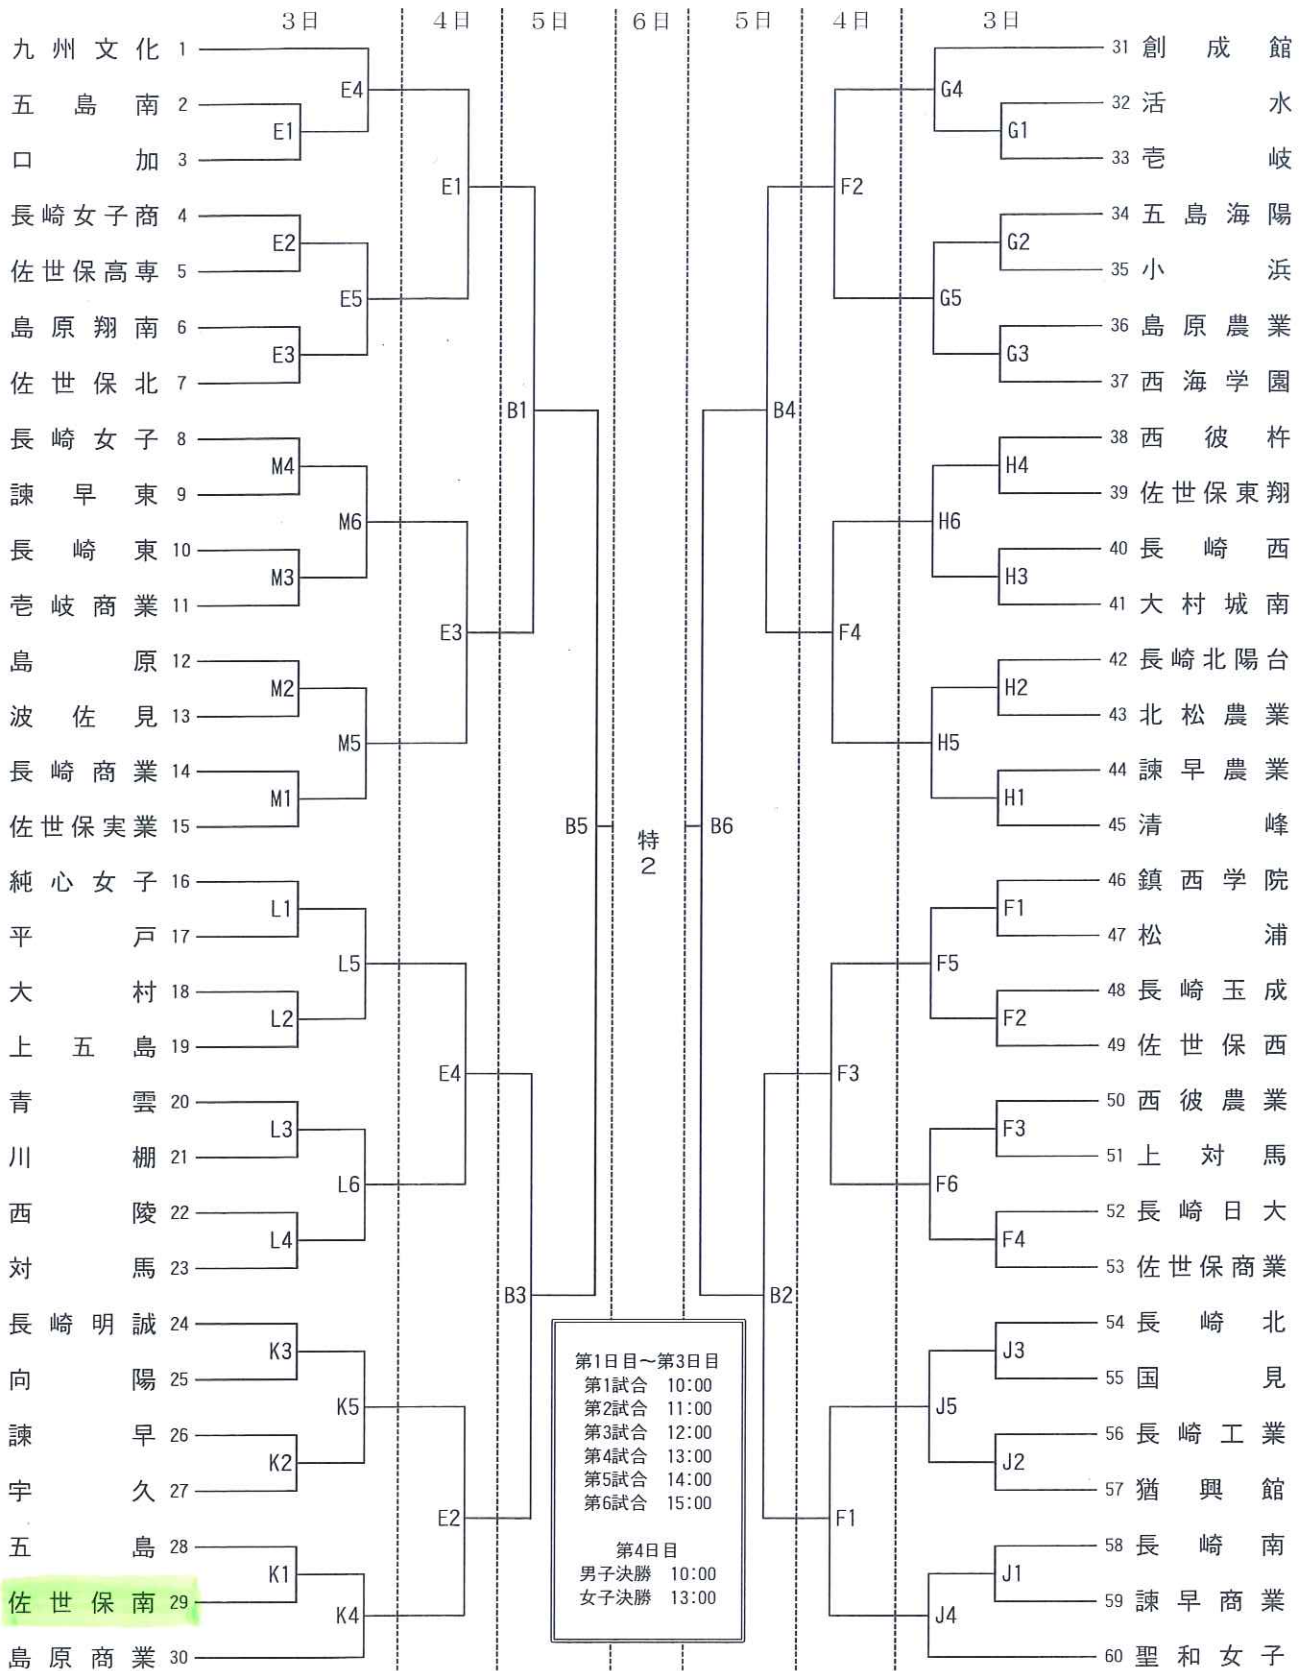 3日 4日 5日 6日 5日 4日 3日
九州文化 1
五島南 2
口加 3
長崎女子商 4
佐世保高専 5
島原翔南 6
佐世保北 7
長崎女子 8
諫早東 9
長崎東 10
壱岐商業 11
島原 12
波佐見 13
長崎商業 14
佐世保実業 15
純心女子 16
平戸 17
大村 18
上五島 19
青雲 20
川棚 21
西陵 22
対馬 23
長崎明誠 24
向陽 25
諫早 26
宇久 27
五島 28
佐世保南 29
島原商業 30
E4
E1
E1
E2
E5
E3
B1
M4
M6
M3
E3
M2
M5
M1
B5
L1
L5
L2
E4
L3
L6
L4
B3
K3
K5
K2
E2
K1
K4
特
2
第1日目~第3日目
第1試合 10:00
第2試合 11:00
第3試合 12:00
第4試合 13:00
第5試合 14:00
第6試合 15:00
第4日目
男子決勝 10:00
女子決勝 13:00
G4
G1
F2
G2
G5
G3
B4
H4
H6
H3
F4
H2
H5
H1
B6
F1
F5
F2
F3
F3
F6
F4
B2
J3
J5
J2
F1
J1
J4
31 創成館
32 活水
33 壱岐
34 五島海陽
35 小浜
36 島原農業
37 西海学園
38 西彼杵
39 佐世保東翔
40 長崎西
41 大村城南
42 長崎北陽台
43 北松農業
44 諫早農業
45 清峰
46 鎮西学院
47 松浦
48 長崎玉成
49 佐世保西
50 西彼農業
51 上対馬
52 長崎日大
53 佐世保商業
54 長崎北
55 国見
56 長崎工業
57 猶興館
58 長崎南
59 諫早商業
60 聖和女子